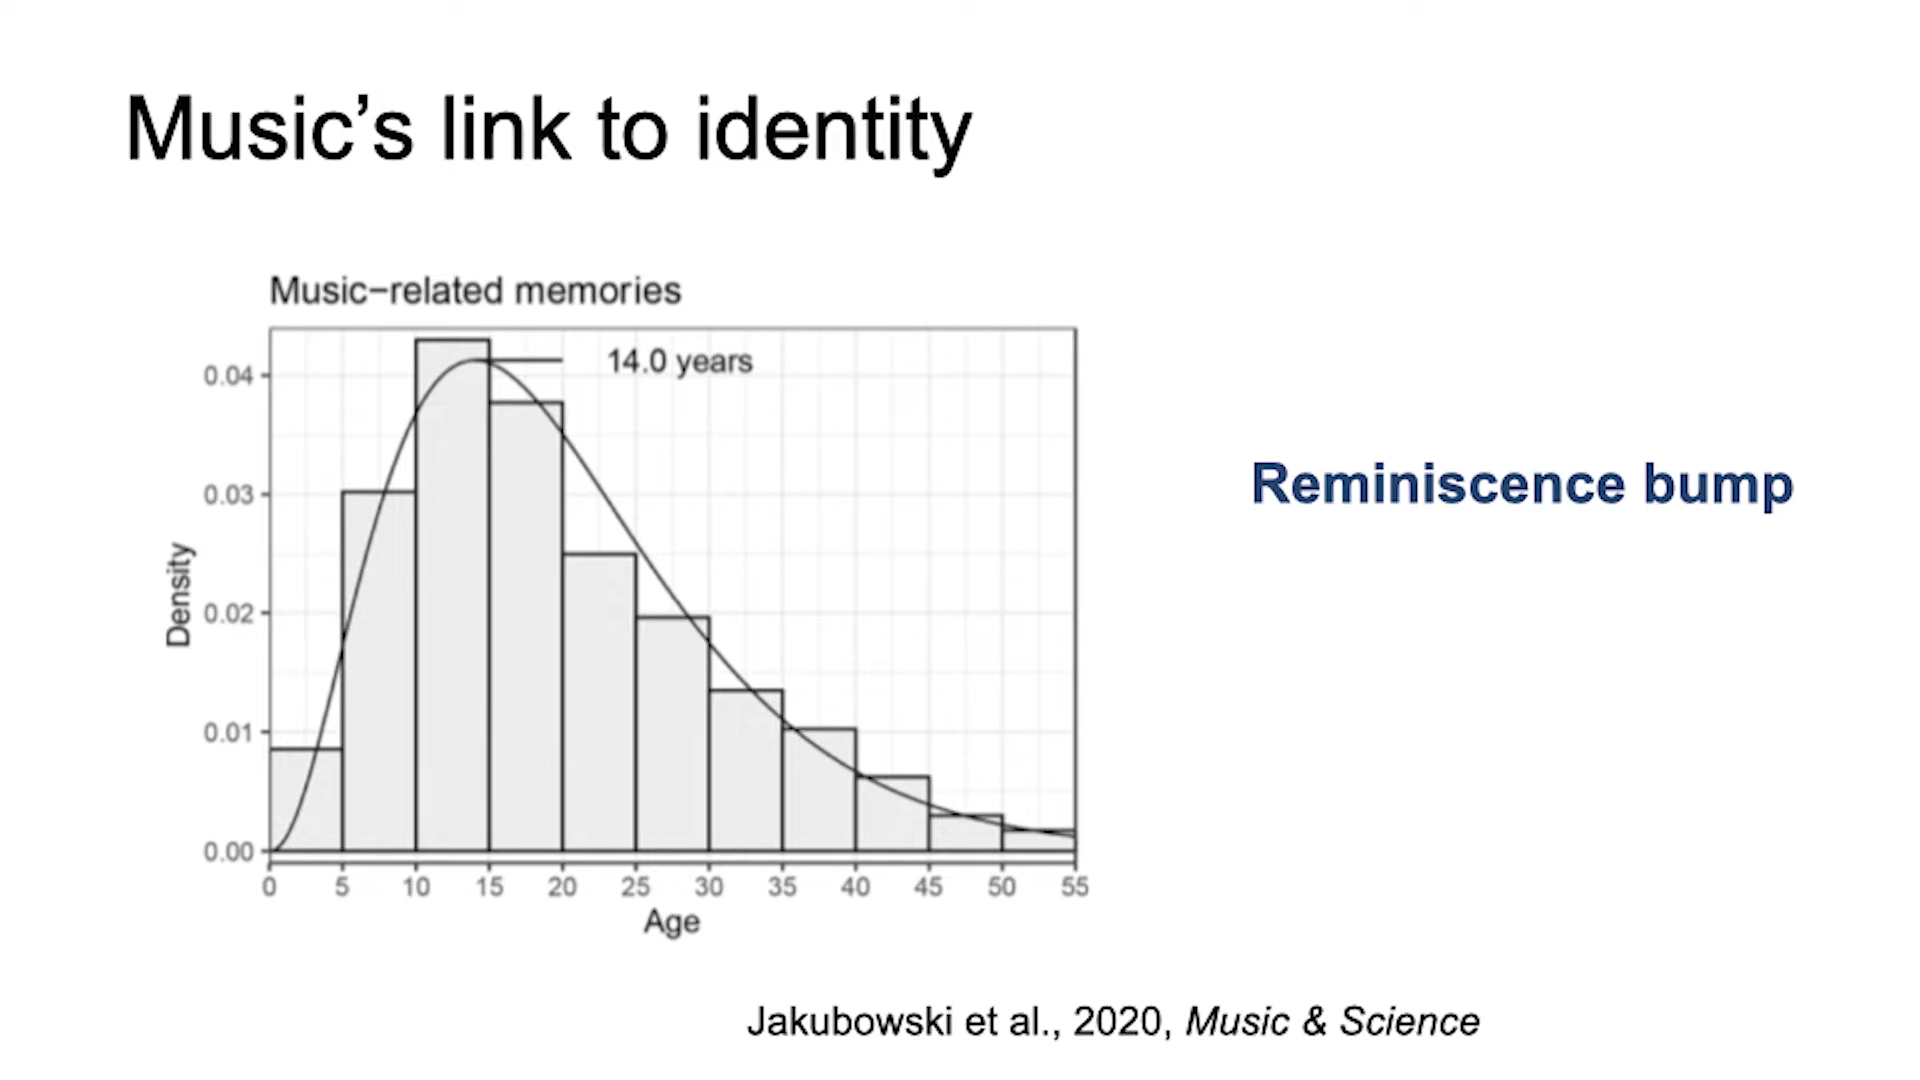 Music’s link to identity
Music−related memories
14.0 years
0.04
0.03
0.02
0.01
0.00
Density
0 5 10 15 20 25 30 35 40 45 50 55
Age
Reminiscence bump
Jakubowski et al., 2020, Music & Science